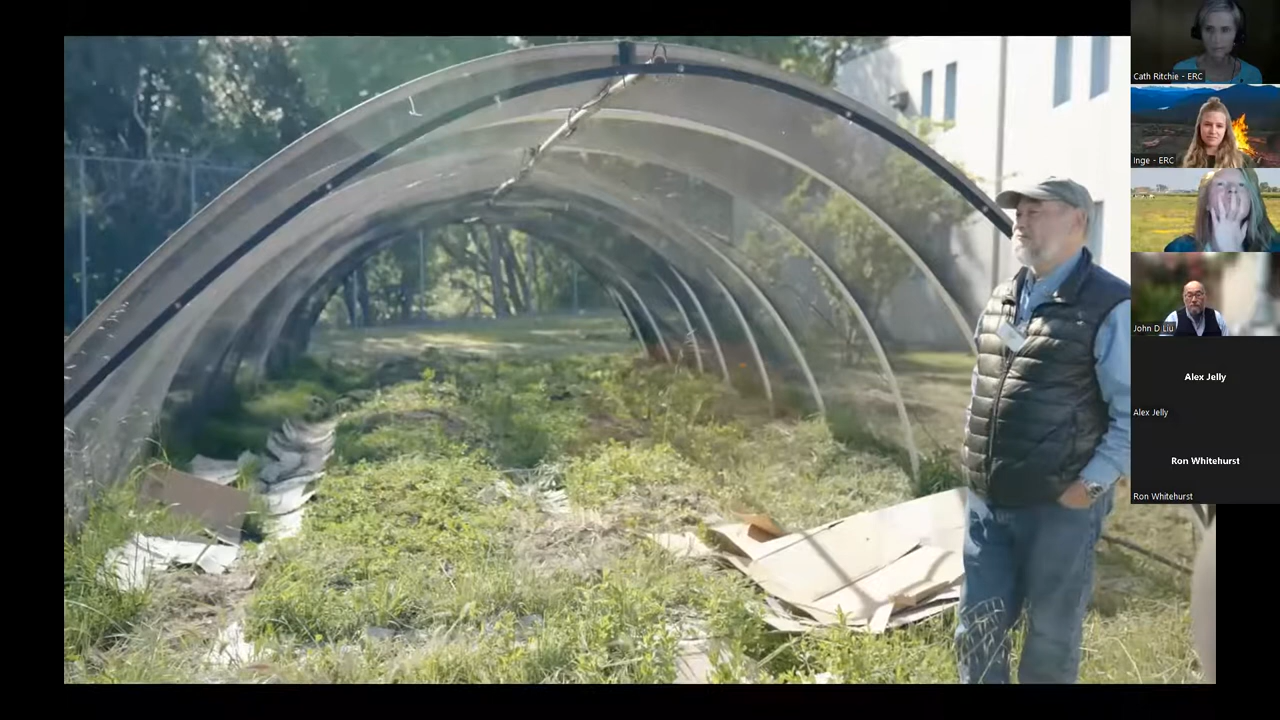 Cath Ritchie - ERC
Inge - ERC
John D Liu
Alex Jelly
Alex Jelly
Ron Whitehurst
Ron Whitehurst